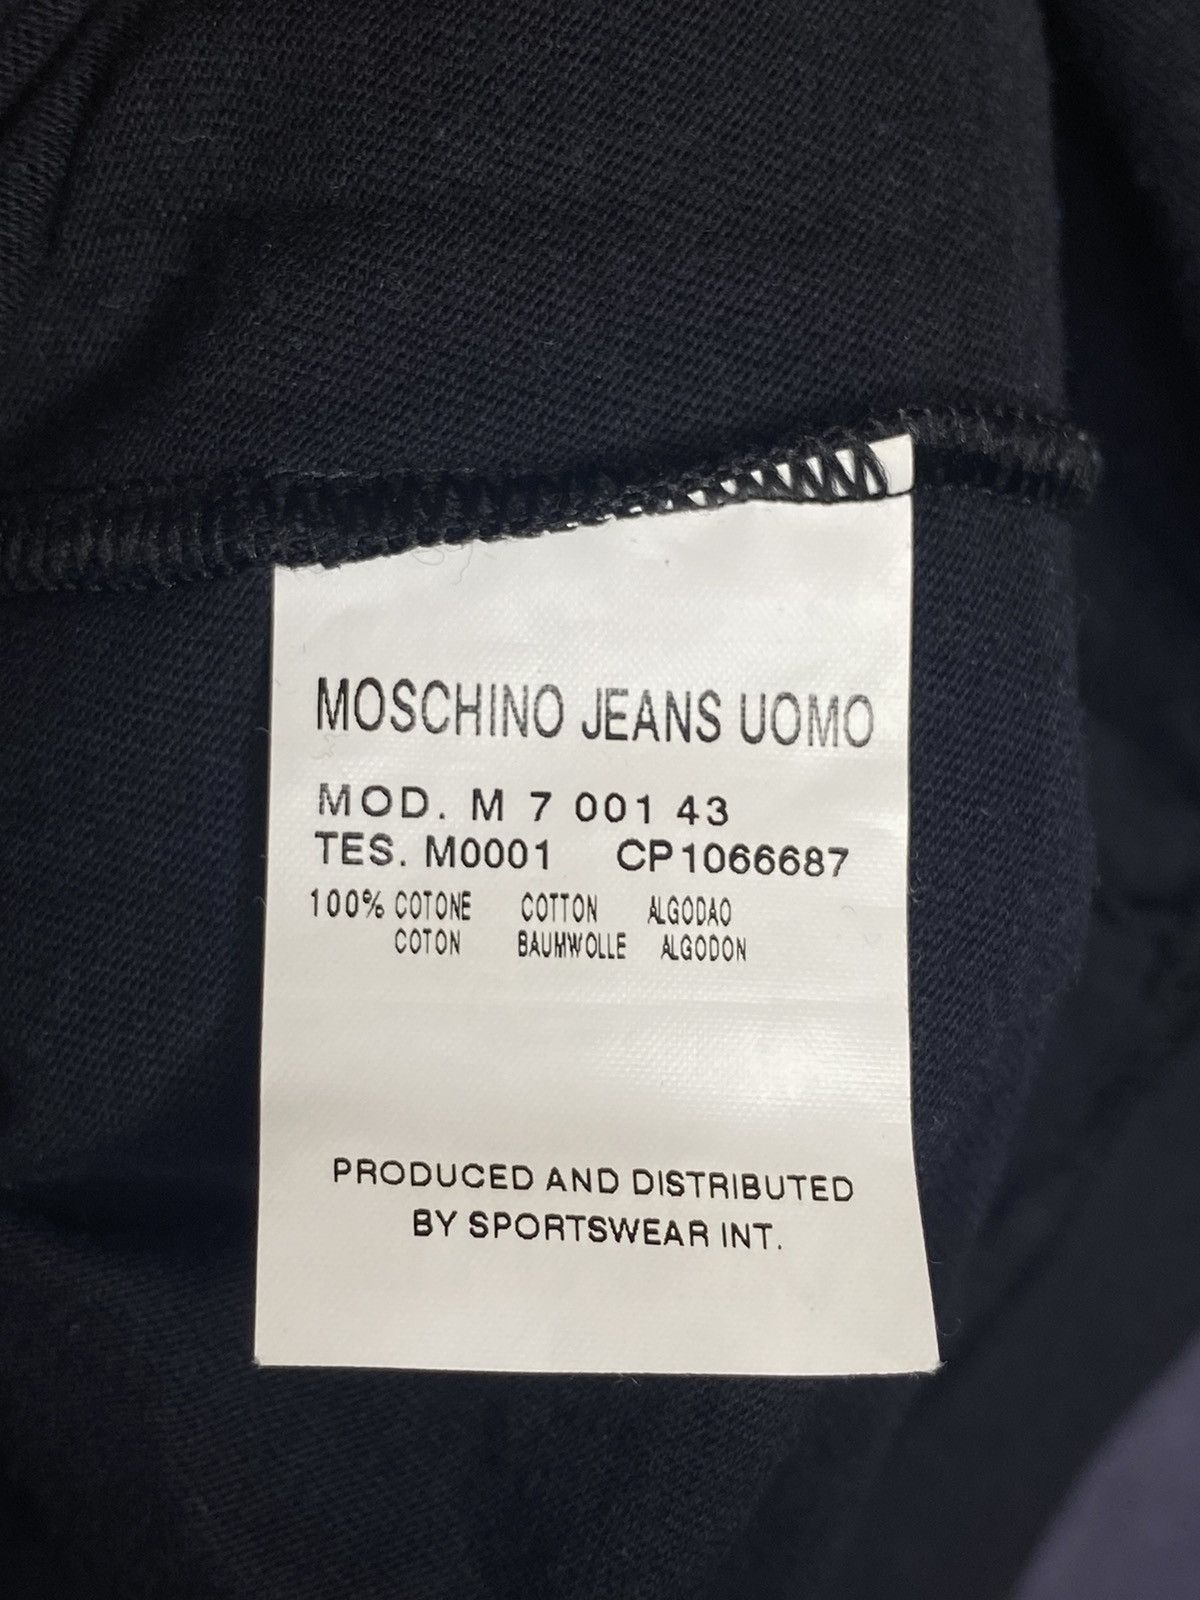 MOSCHINO JEANS UOMO
MOD. M 7 001 43
TES. M0001 CP1066687
100% COTONE COTTON ALGODAO
COTON BAUMWOLLE ALGODON
PRODUCED AND DISTRIBUTED
BY SPORTSWEAR INT.